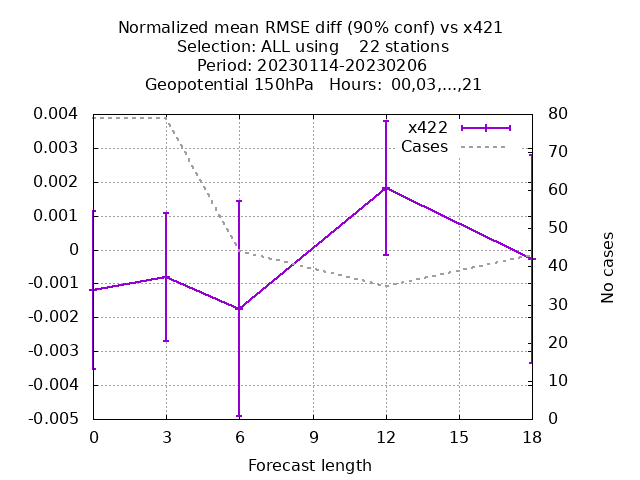 Normalized mean RMSE diff (90% conf) vs x421
Selection: ALL using    22 stations
Period: 20230114-20230206
Geopotential 150hPa   Hours:  00,03,...,21
x422
Cases
0.004
0.003
0.002
0.001
0
-0.001
-0.002
-0.003
-0.004
-0.005
80
70
60
50
40
30
20
10
0
No cases
0 3 6 9 12 15 18
Forecast length